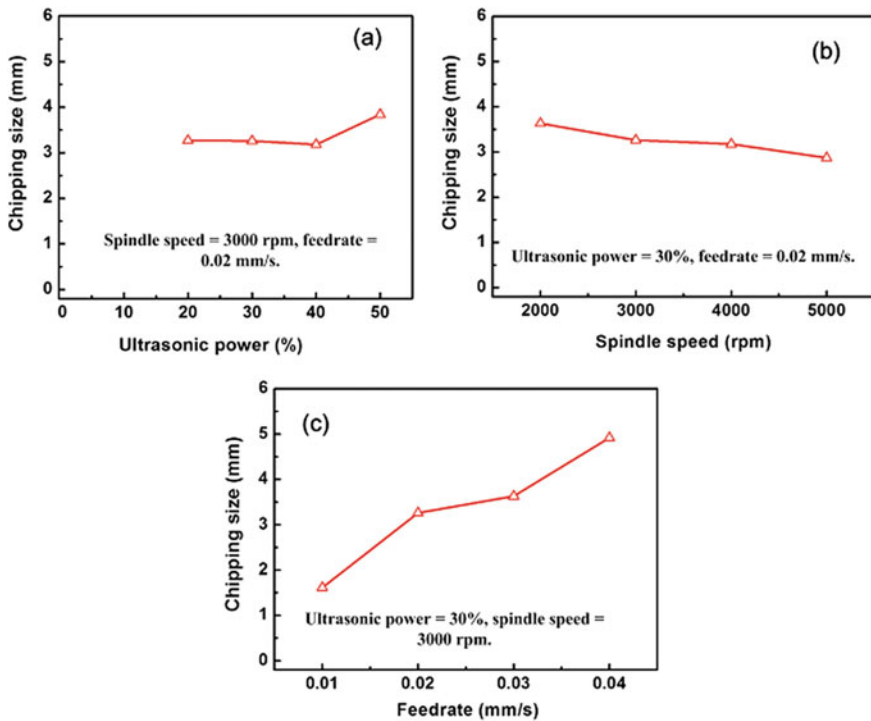 (a)
6
5
4
3
2
1
0
Chipping size (mm)
Spindle speed = 3000 rpm, feedrate =
0.02 mm/s.
0 10 20 30 40 50
Ultrasonic power (%)
(b)
6
5
4
3
2
1
0
Chipping size (mm)
Ultrasonic power = 30%, feedrate = 0.02 mm/s.
2000 3000 4000 5000
Spindle speed (rpm)
(c)
6
5
4
3
2
1
0
Chipping size (mm)
Ultrasonic power = 30%, spindle speed =
3000 rpm.
0.01 0.02 0.03 0.04
Feedrate (mm/s)